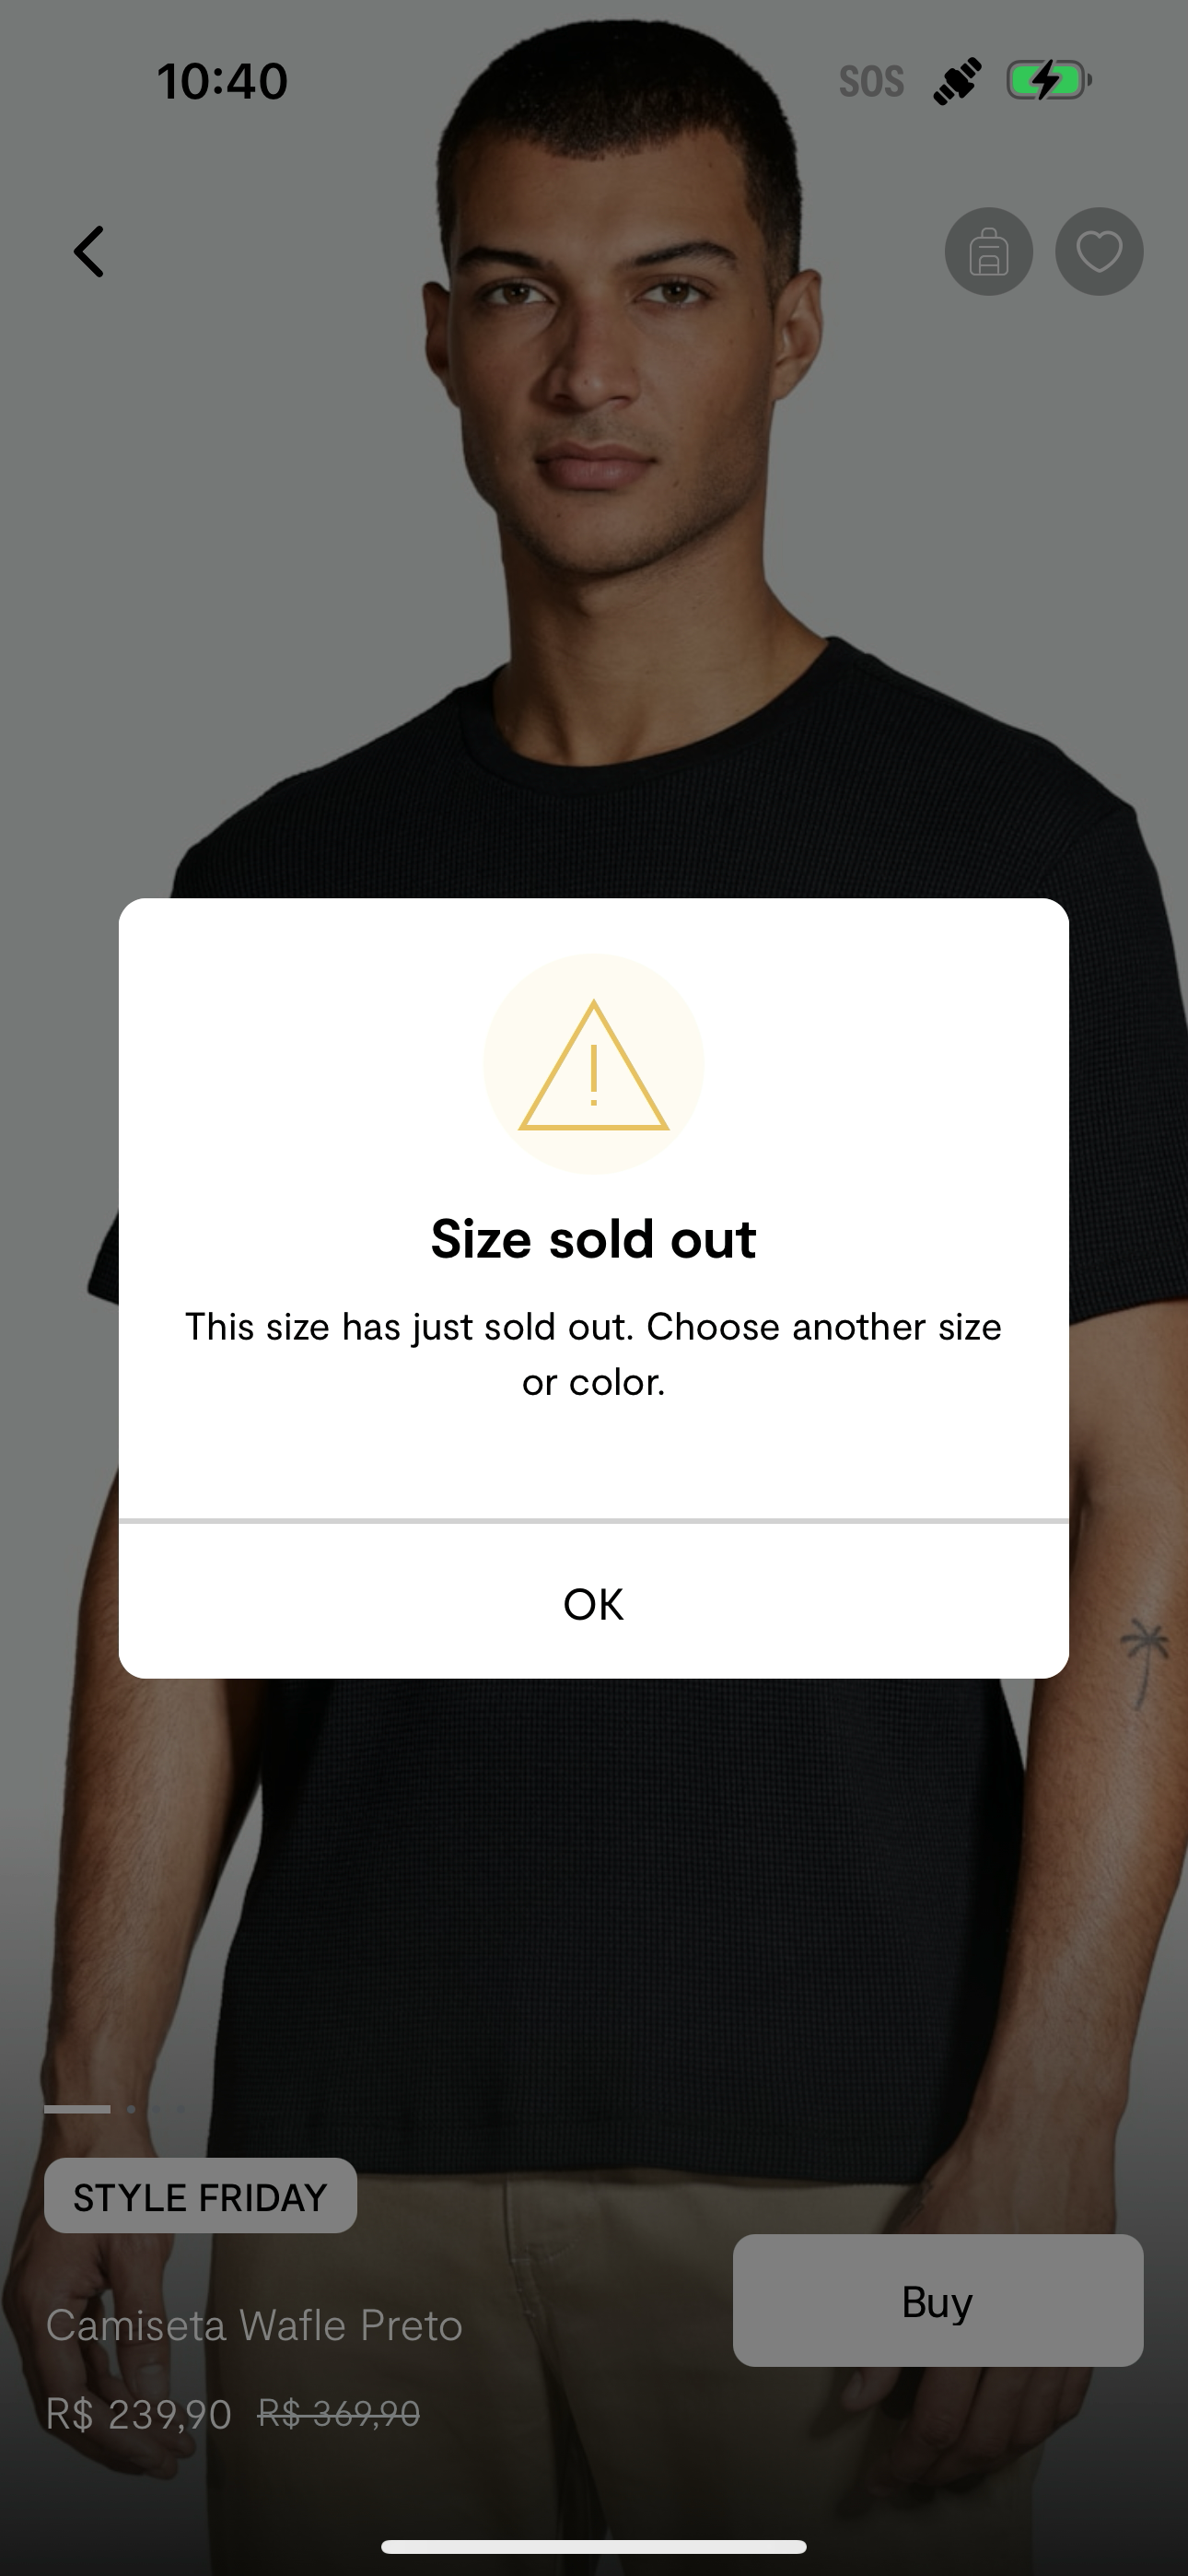 10:40
SOS
Size sold out
This size has just sold out. Choose another size
or color.
OK
STYLE FRIDAY
Camiseta Wafle Preto
R$ 239,90 R$ 369,90
Buy